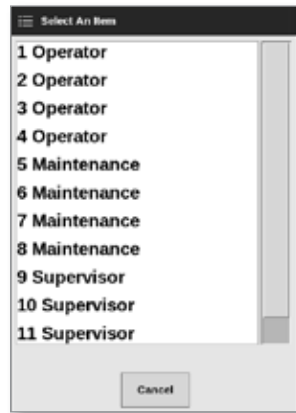 Select An Item
1 Operator
2 Operator
3 Operator
4 Operator
5 Maintenance
6 Maintenance
7 Maintenance
8 Maintenance
9 Supervisor
10 Supervisor
11 Supervisor
Cancel